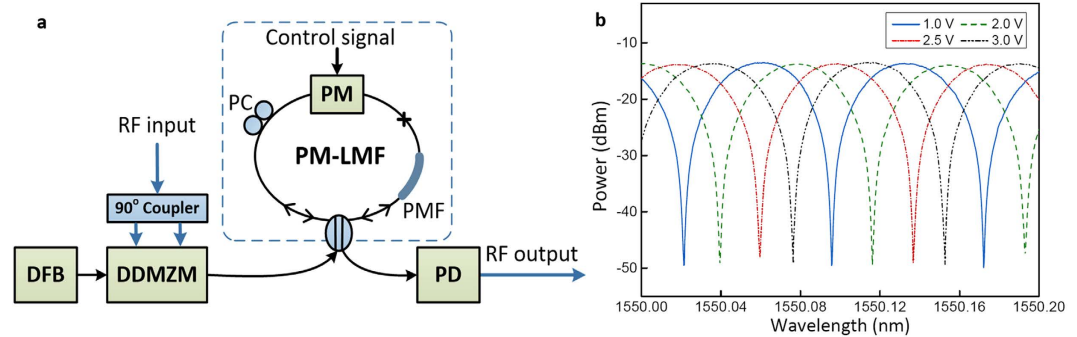 a
Control signal
PM
PC
RF input
PM-LMF
90° Coupler
PMF
DFB
DDMZM
PD
RF output
b
1.0 V 2.0 V
2.5 V 3.0 V
Power (dBm)
-10
-20
-30
-40
-50
1550.00 1550.04 1550.08 1550.12 1550.16 1550.20
Wavelength (nm)